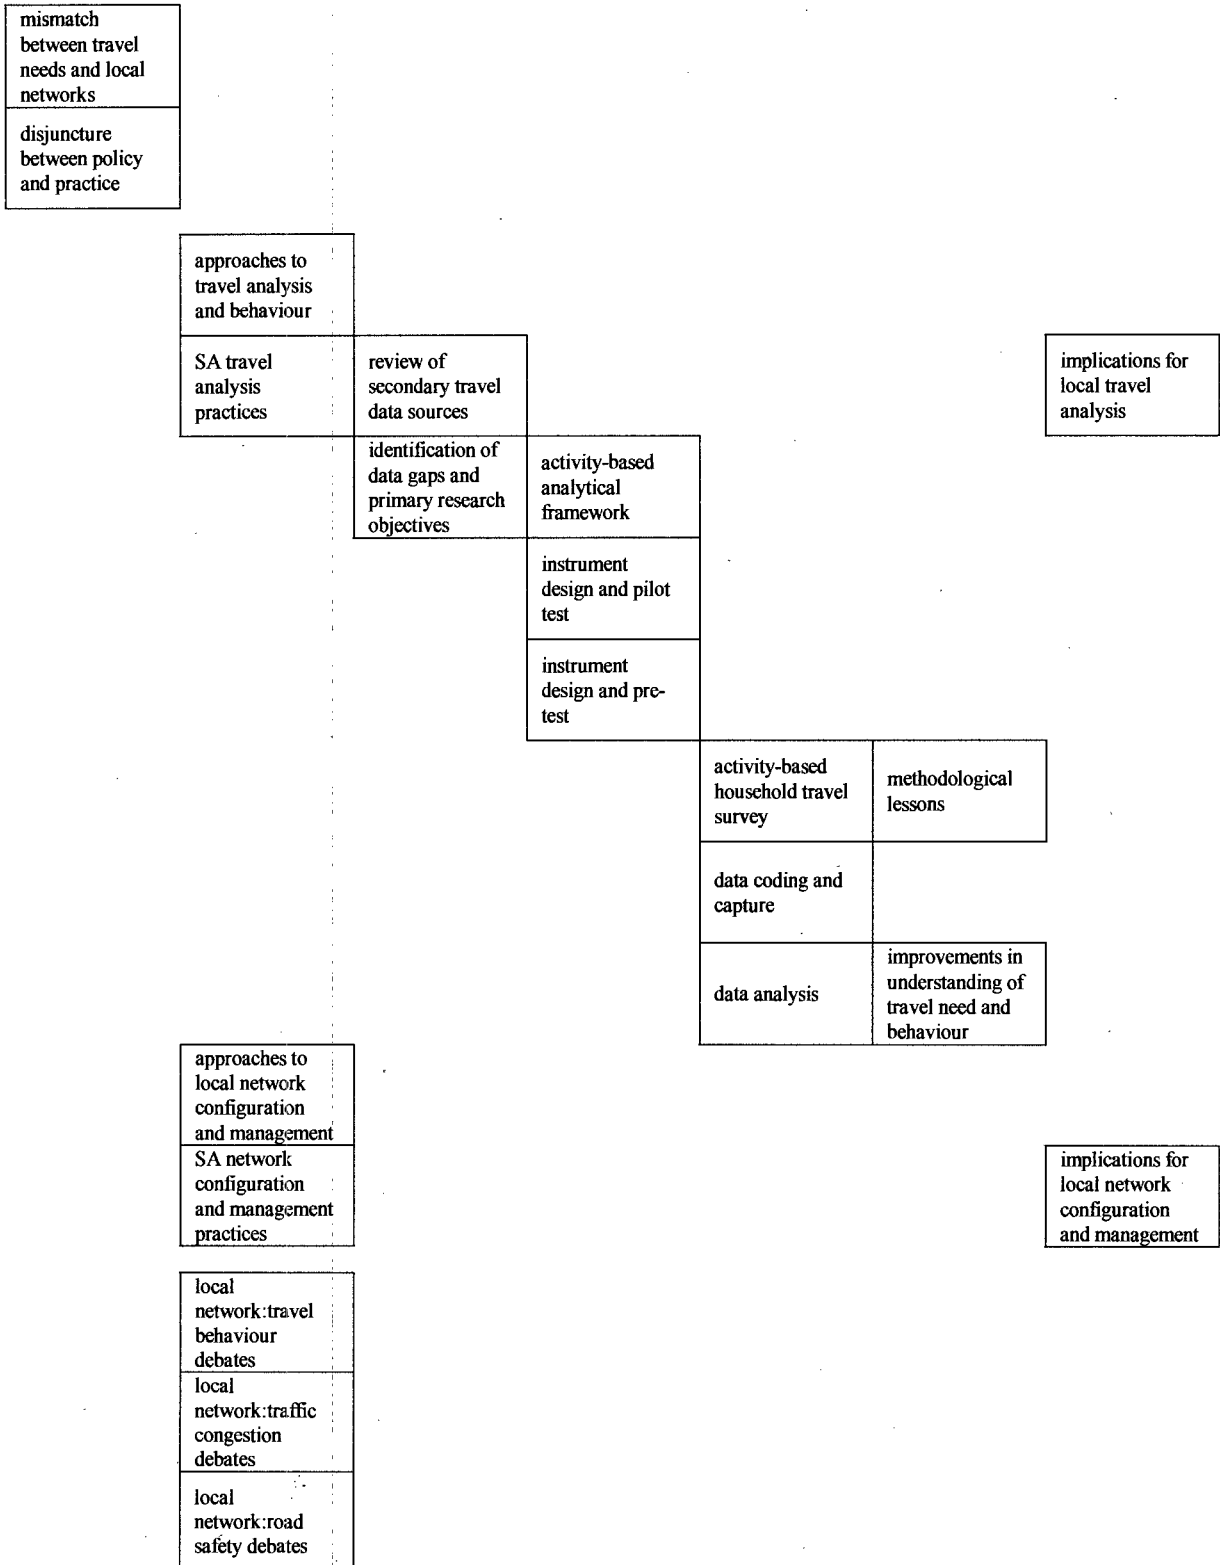 mismatch
between travel
needs and local
networks
disjuncture
between policy
and practice
approaches to
travel analysis
and behaviour
SA travel
analysis
practices
review of
secondary travel
data sources
implications for
local travel
analysis
identification of
data gaps and
primary research
objectives
activity-based
analytical
framework
instrument
design and pilot
test
instrument
design and pre-
test
activity-based
household travel
survey
methodological
lessons
data coding and
capture
data analysis
improvements in
understanding of
travel need and
behaviour
approaches to
local network
configuration
and management
SA network
configuration
and management
practices
implications for
local network
configuration
and management
local
network:travel
behaviour
debates
local
network:traffic
congestion
debates
local
network:road
safety debates